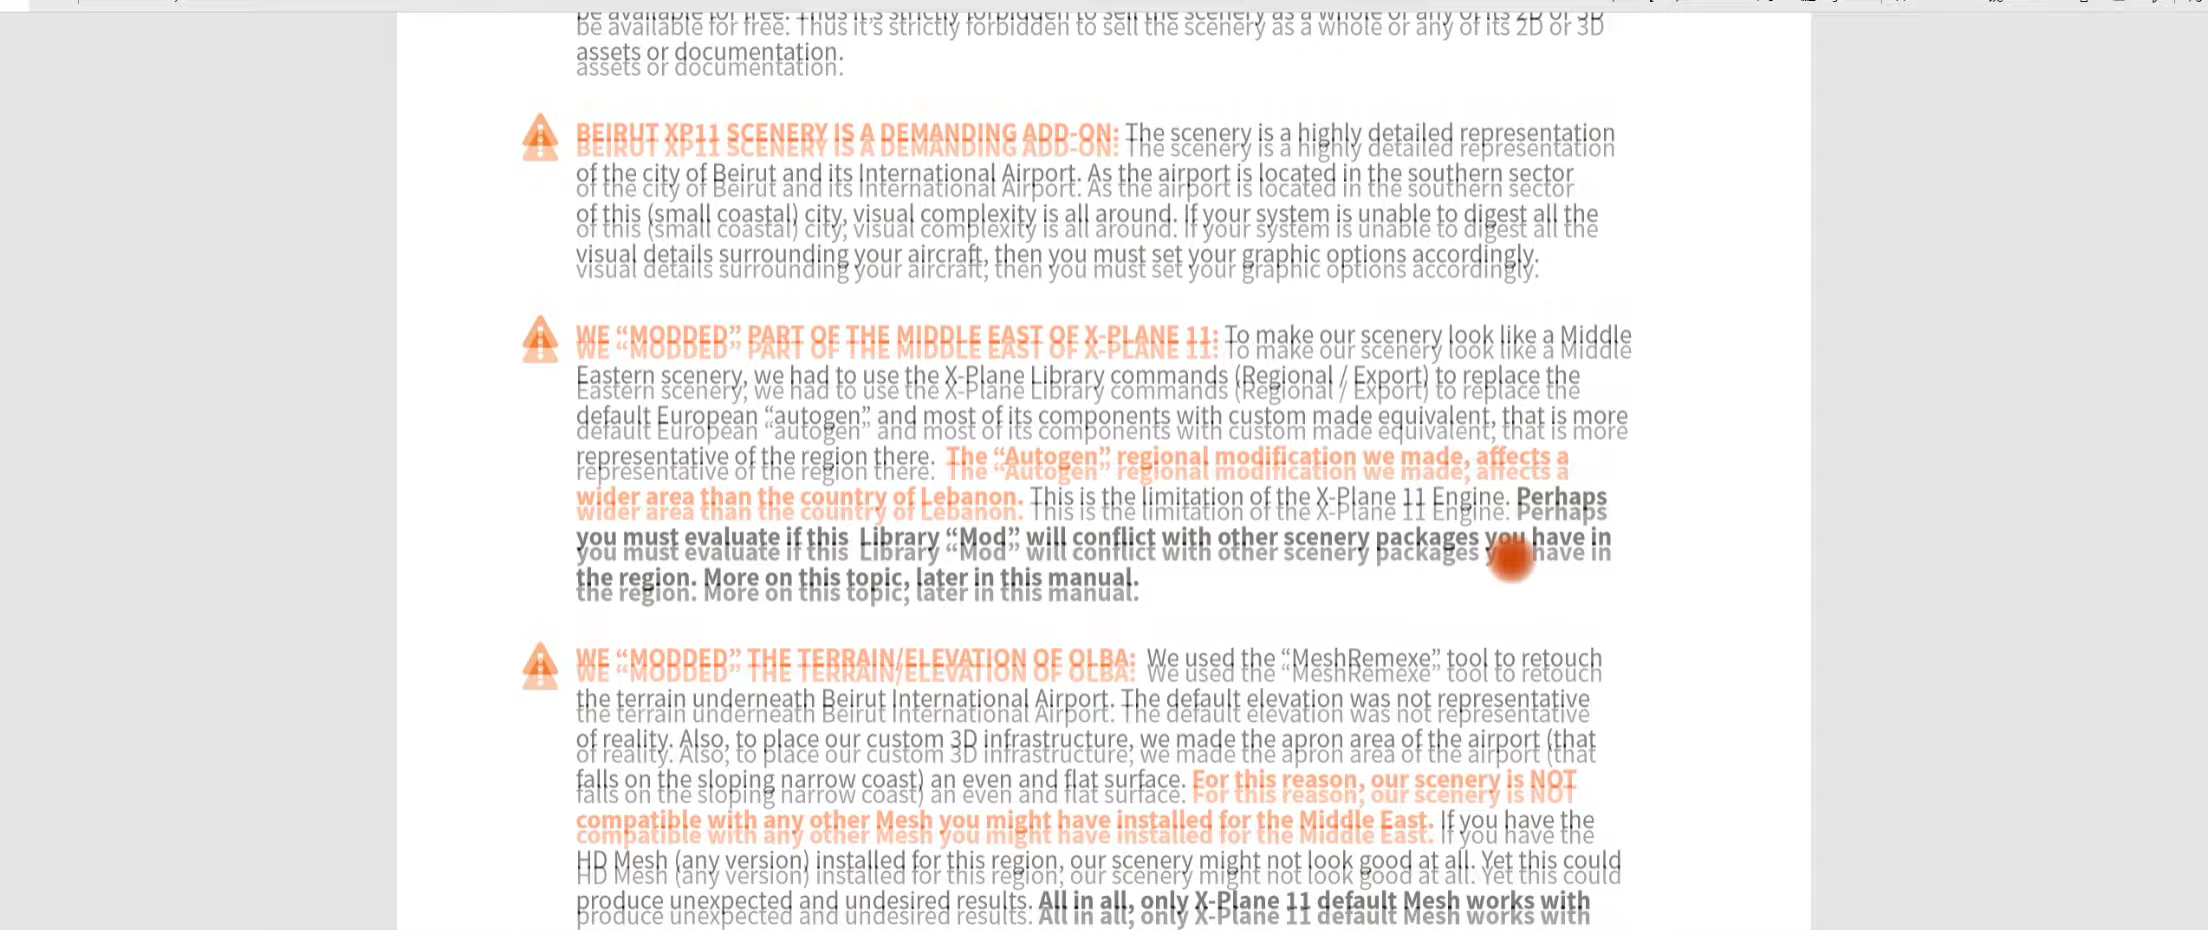 be available for free. Thus it's strictly forbidden to sell the scenery as a whole or any of its 2D or 3D
assets or documentation.
BEIRUT XP11 SCENERY IS A DEMANDING ADD-ON: The scenery is a highly detailed representation
of the city of Beirut and its International Airport. As the airport is located in the southern sector
of this (small coastal) city, visual complexity is all around. If your system is unable to digest all the
visual details surrounding your aircraft, then you must set your graphic options accordingly.
WE “MODDED” PART OF THE MIDDLE EAST OF X-PLANE 11: To make our scenery look like a Middle
Eastern scenery, we had to use the X-Plane Library commands (Regional / Export) to replace the
default European “autogen” and most of its components with custom made equivalent, that is more
representative of the region there. The “Autogen” regional modification we made, affects a
wider area than the country of Lebanon. This is the limitation of the X-Plane 11 Engine. Perhaps
you must evaluate if this Library “Mod” will conflict with other scenery packages you have in
the region. More on this topic, later in this manual.
WE “MODDED” THE TERRAIN/ELEVATION OF OLBA: We used the “MeshRemexe” tool to retouch
the terrain underneath Beirut International Airport. The default elevation was not representative
of reality. Also, to place our custom 3D infrastructure, we made the apron area of the airport (that
falls on the sloping narrow coast) an even and flat surface. For this reason, our scenery is NOT
compatible with any other Mesh you might have installed for the Middle East. If you have the
HD Mesh (any version) installed for this region, our scenery might not look good at all. Yet this could
produce unexpected and undesired results. All in all, only X-Plane 11 default Mesh works with